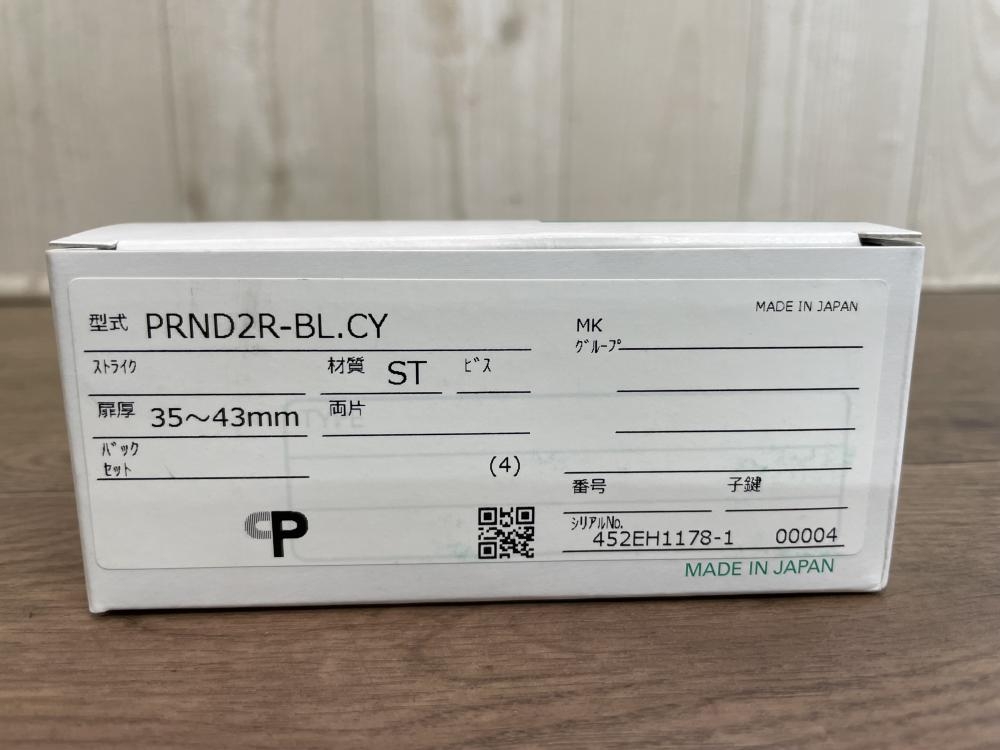 MADE IN JAPAN
型式 PRND2R-BL.CY
MK
ｸﾞﾙｰﾌﾟ
ｽﾄﾗｲｸ
材質 ST
ﾋﾞｽ
扉厚 35～43mm
両片
ﾊﾞｯｸ
ｾｯﾄ
(4)
番号
子鍵
CP
ｼﾘｱﾙNo.
452EH1178-1 00004
MADE IN JAPAN